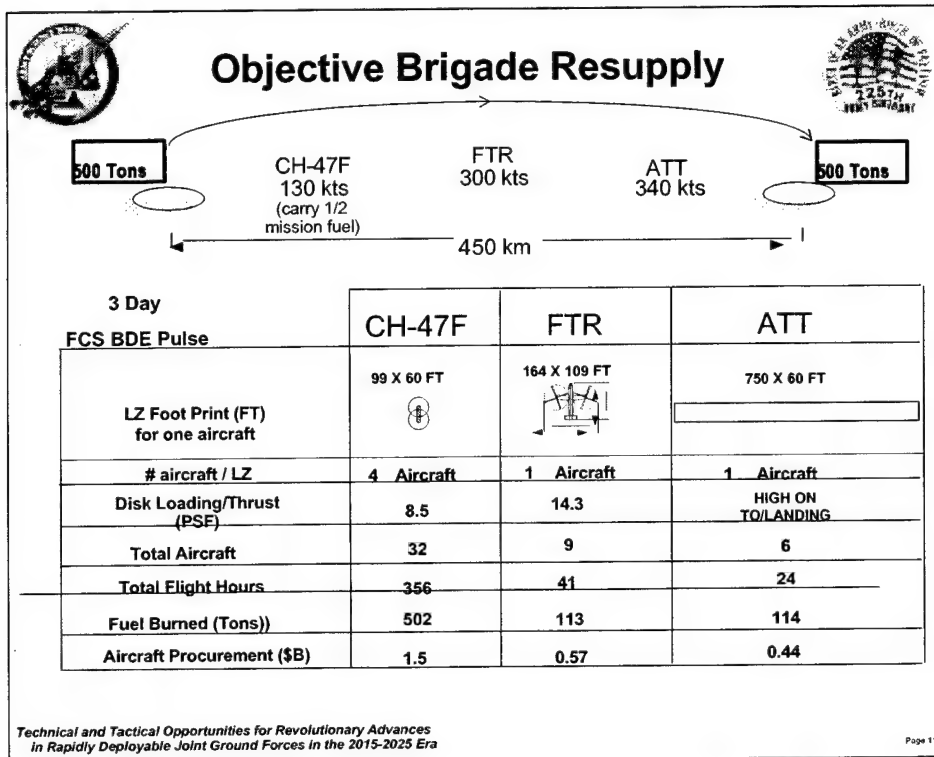 Objective Brigade Resupply
225TH
500 Tons
CH-47F
130 kts
(carry 1/2
mission fuel)
FTR
300 kts
ATT
340 kts
500 Tons
450 km
3 Day
FCS BDE Pulse
CH-47F FTR ATT
LZ Foot Print (FT)
for one aircraft
99 X 60 FT 164 X 109 FT 750 X 60 FT
# aircraft / LZ 4 Aircraft 1 Aircraft 1 Aircraft
Disk Loading/Thrust
(PSF)
8.5 14.3 HIGH ON
TO/LANDING
Total Aircraft 32 9 6
Total Flight Hours 356 41 24
Fuel Burned (Tons)) 502 113 114
Aircraft Procurement ($B) 1.5 0.57 0.44
Technical and Tactical Opportunities for Revolutionary Advances
in Rapidly Deployable Joint Ground Forces in the 2015-2025 Era
Page